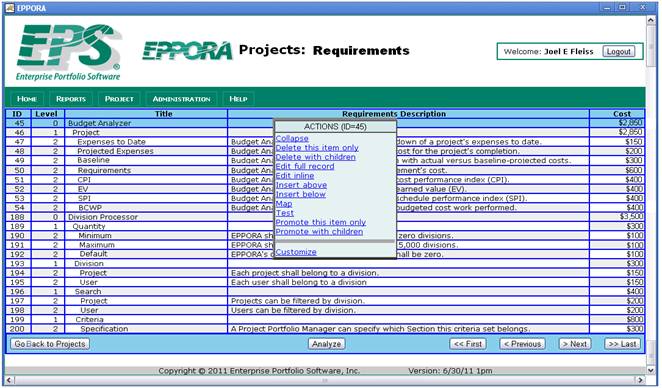 EPPORA
EPS
Enterprise Portfolio Software
EPPORA Projects: Requirements
Welcome: Joel E Fleiss Logout
HOME REPORTS PROJECT ADMINISTRATION HELP
ID Level Title Requirements Description Cost
45 0 Budget Analyzer $2,850
46 1 Project $2,850
47 2 Expenses to Date Budget Ana down of a project's expenses to date. $150
48 2 Projected Expenses Budget Ana cost for the project's completion. $200
49 2 Baseline Budget Ana n with actual versus baseline-projected costs. $300
50 2 Requirements Budget Ana ement's cost. $600
51 2 CPI Budget Ana cost performance index (CPI). $400
52 2 EV Budget Ana earned value (EV). $400
53 2 SPI Budget Ana schedule performance index (SPI). $400
54 2 BCWP Budget Ana budgeted cost work performed. $400
188 0 Division Processor $3,500
189 1 Quantity $300
190 2 Minimum EPPORA sh zero divisions. $100
191 2 Maximum EPPORA sh 5,000 divisions. $100
192 2 Default EPPORA's d hall be zero. $100
193 1 Division $300
194 2 Project Each project shall belong to a division. $150
195 2 User Each user shall belong to a division $150
196 1 Search $400
197 2 Project Projects can be filtered by division. $200
198 2 User Users can be filtered by division. $200
199 1 Criteria $800
200 2 Specification A Project Portfolio Manager can specify which Section this criteria set belongs. $300
ACTIONS (ID=45)
Collapse
Delete this item only
Delete with children
Edit full record
Edit inline
Insert above
Insert below
Map
Test
Promote this item only
Promote with children
Customize
Go Back to Projects Analyze << First < Previous > Next >> Last
Copyright © 2011 Enterprise Portfolio Software, Inc. Version: 6/30/11 1pm